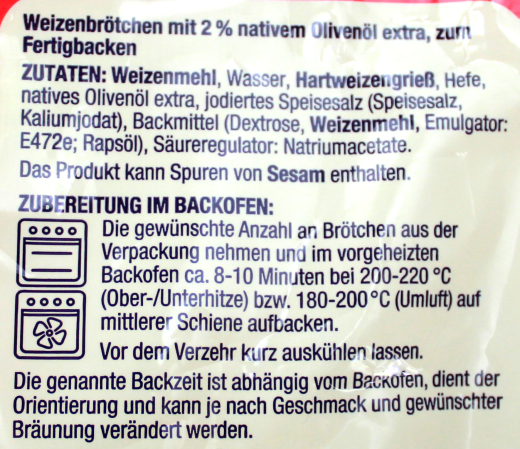 Weizenbrötchen mit 2 % nativem Olivenöl extra, zum
Fertigbacken
ZUTATEN: Weizenmehl, Wasser, Hartweizengrieß, Hefe,
natives Olivenöl extra, jodiertes Speisesalz (Speisesalz,
Kaliumjodat), Backmittel (Dextrose, Weizenmehl, Emulgator:
E472e; Rapsöl), Säureregulator: Natriumacetate.
Das Produkt kann Spuren von Sesam enthalten.
ZUBEREITUNG IM BACKOFEN:
Die gewünschte Anzahl an Brötchen aus der
Verpackung nehmen und im vorgeheizten
Backofen ca. 8-10 Minuten bei 200-220 °C
(Ober-/Unterhitze) bzw. 180-200 °C (Umluft) auf
mittlerer Schiene aufbacken.
Vor dem Verzehr kurz auskühlen lassen.
Die genannte Backzeit ist abhängig vom Backofen, dient der
Orientierung und kann je nach Geschmack und gewünschter
Bräunung verändert werden.